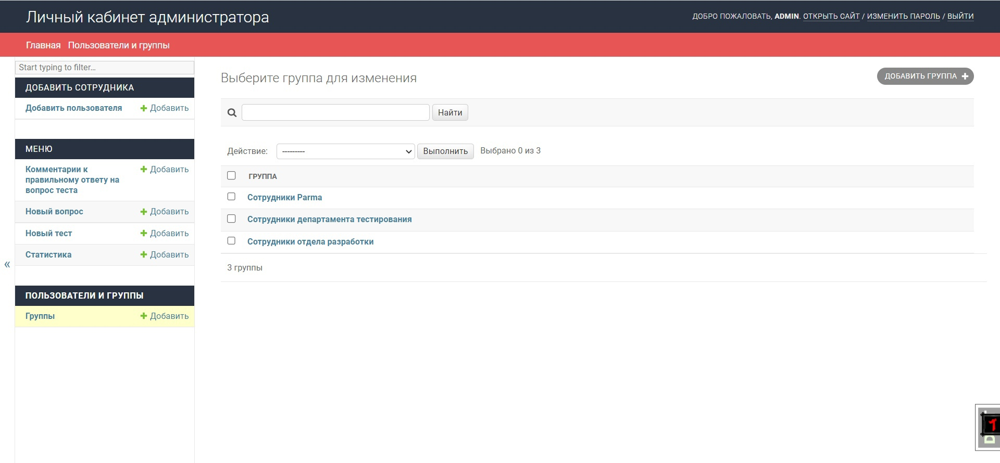 Личный кабинет администратора
ДОБРО ПОЖАЛОВАТЬ, ADMIN. ОТКРЫТЬ САЙТ / ИЗМЕНИТЬ ПАРОЛЬ / ВЫЙТИ
Главная Пользователи и группы
Start typing to filter...
ДОБАВИТЬ СОТРУДНИКА
Добавить пользователя Добавить
МЕНЮ
Комментарии к Добавить
правильному ответу на
вопрос теста
Новый вопрос Добавить
Новый тест Добавить
Статистика Добавить
«
ПОЛЬЗОВАТЕЛИ И ГРУППЫ
Группы Добавить
Выберите группа для изменения
ДОБАВИТЬ ГРУППА
Найти
Действие: --------- Выполнить Выбрано 0 из 3
ГРУППА
Сотрудники Parma
Сотрудники департамента тестирования
Сотрудники отдела разработки
3 группы
1
D